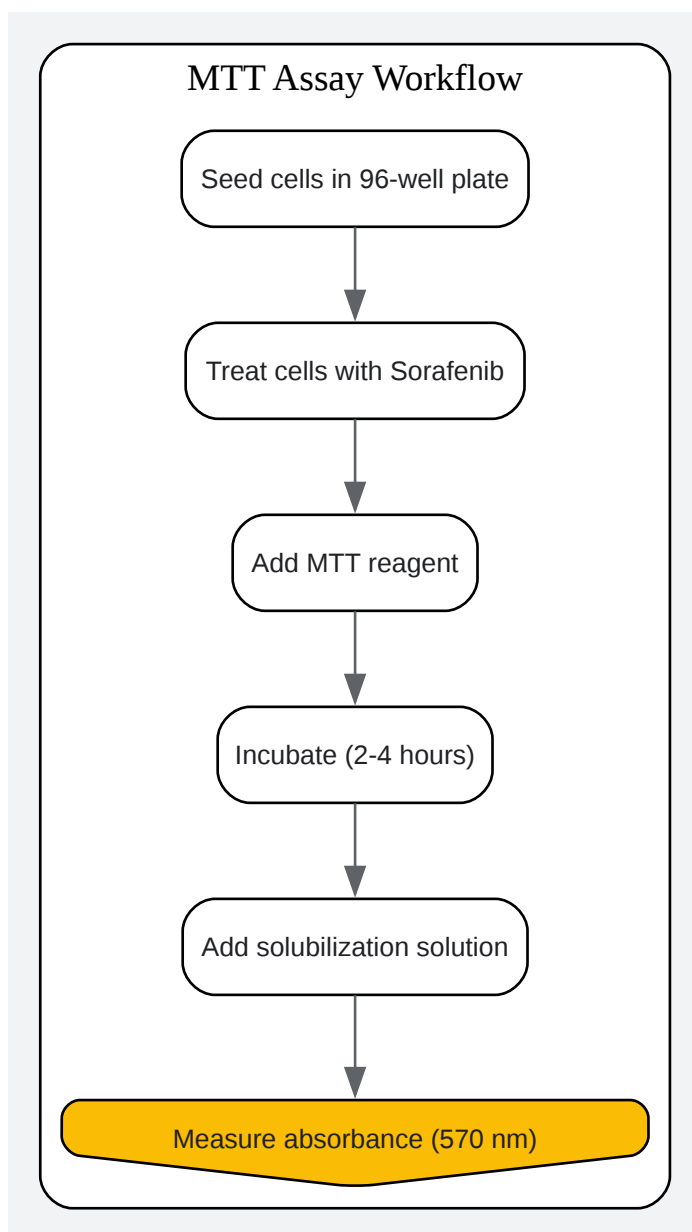 MTT Assay Workflow
Seed cells in 96-well plate
Treat cells with Sorafenib
Add MTT reagent
Incubate (2-4 hours)
Add solubilization solution
Measure absorbance (570 nm)